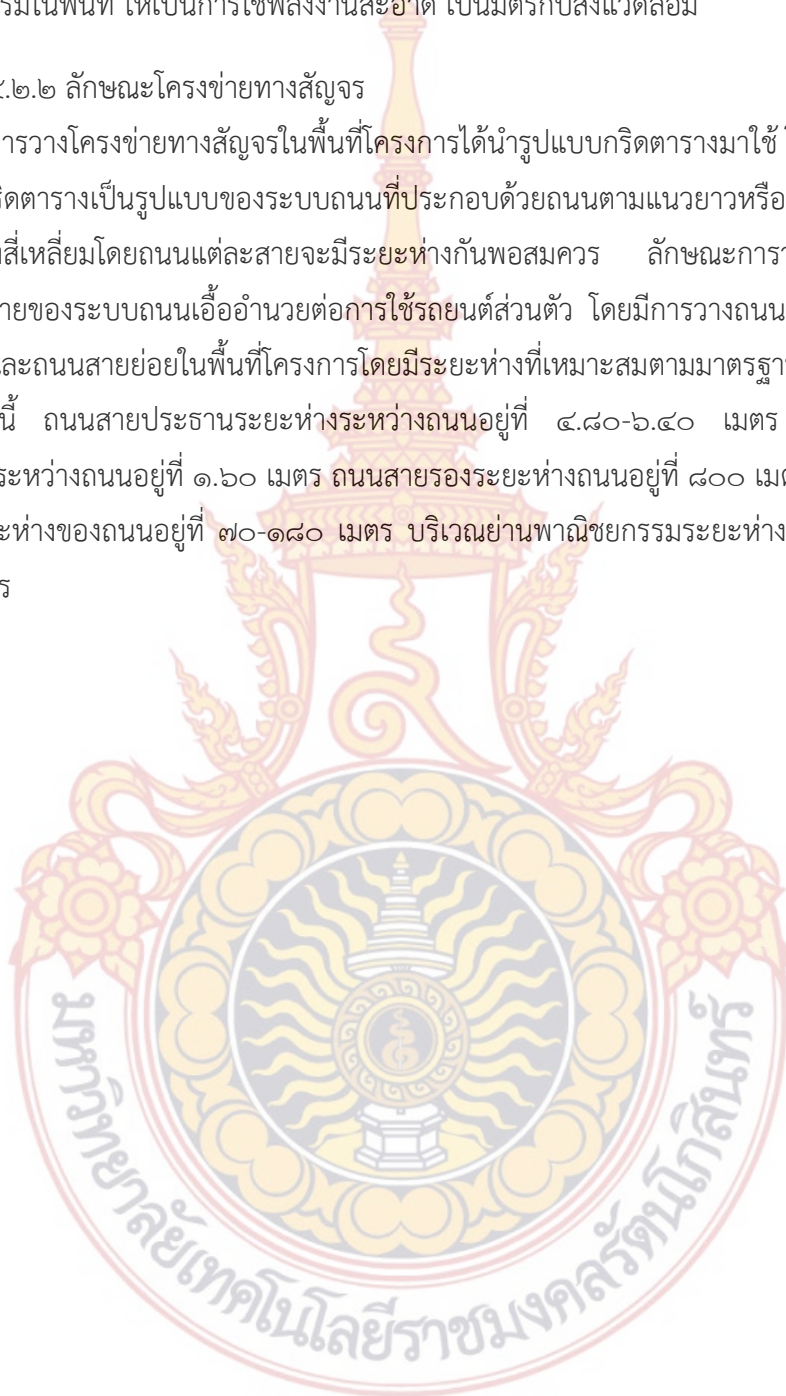 รมในพื้นที่ ให้เป็นการใช้พลังงานสะอาด เป็นมิตรกับสิ่งแวดล้อม
๕.๒.๒ ลักษณะโครงข่ายทางสัญจร
ารวางโครงข่ายทางสัญจรในพื้นที่โครงการได้นำรูปแบบกริดตารางมาใช้
ริดตารางเป็นรูปแบบของระบบถนนที่ประกอบด้วยถนนตามแนวยาวหรือ
สี่เหลี่ยมโดยถนนแต่ละสายจะมีระยะห่างกันพอสมควร ลักษณะการว
ายของระบบถนนเอื้ออำนวยต่อการใช้รถยนต์ส่วนตัว โดยมีการวางถนน
และถนนสายย่อยในพื้นที่โครงการโดยมีระยะห่างที่เหมาะสมตามมาตรฐา
นี้ ถนนสายประธานระยะห่างระหว่างถนนอยู่ที่ ๔.๘๐-๖.๔๐ เมตร
ระหว่างถนนอยู่ที่ ๑.๖๐ เมตร ถนนสายรองระยะห่างถนนอยู่ที่ ๘๐๐ เมต
ะห่างของถนนอยู่ที่ ๗๐-๑๘๐ เมตร บริเวณย่านพาณิชยกรรมระยะห่าง
ร
มหาวิทยาลัยเทคโนโลยีราชมงคลรัตนโกสินทร์